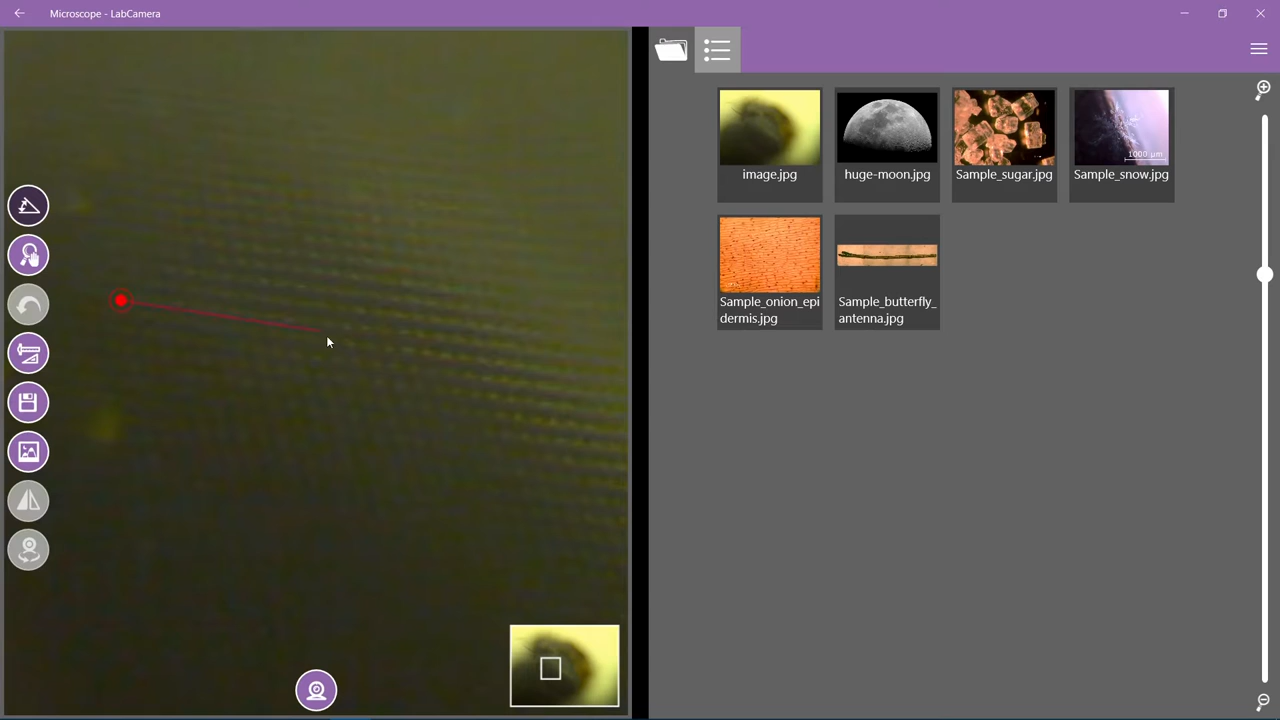 Microscope - LabCamera
image.jpg
huge-moon.jpg
Sample_sugar.jpg
1000 µm
Sample_snow.jpg
Sample_onion_epi
dermis.jpg
Sample_butterfly_
antenna.jpg